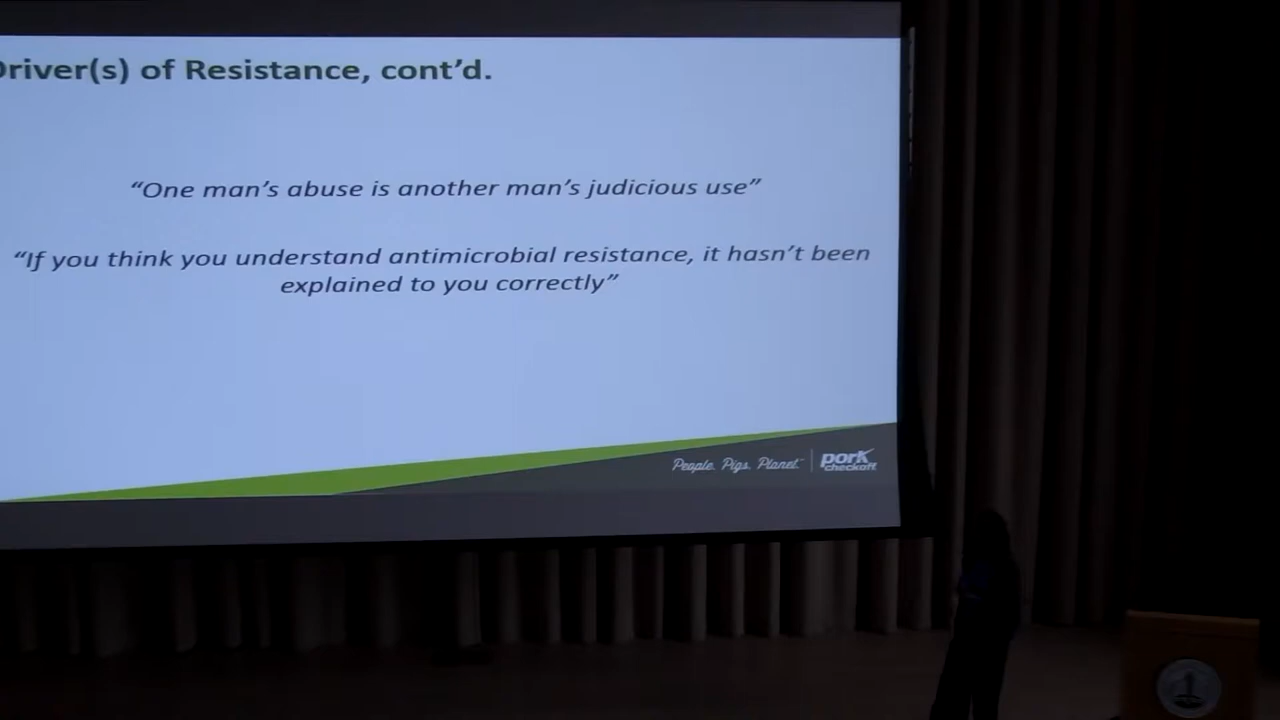 Driver(s) of Resistance, cont’d.
“One man’s abuse is another man’s judicious use”
“If you think you understand antimicrobial resistance, it hasn’t been
explained to you correctly”
People. Pigs. Planet.™
pork
checkoff